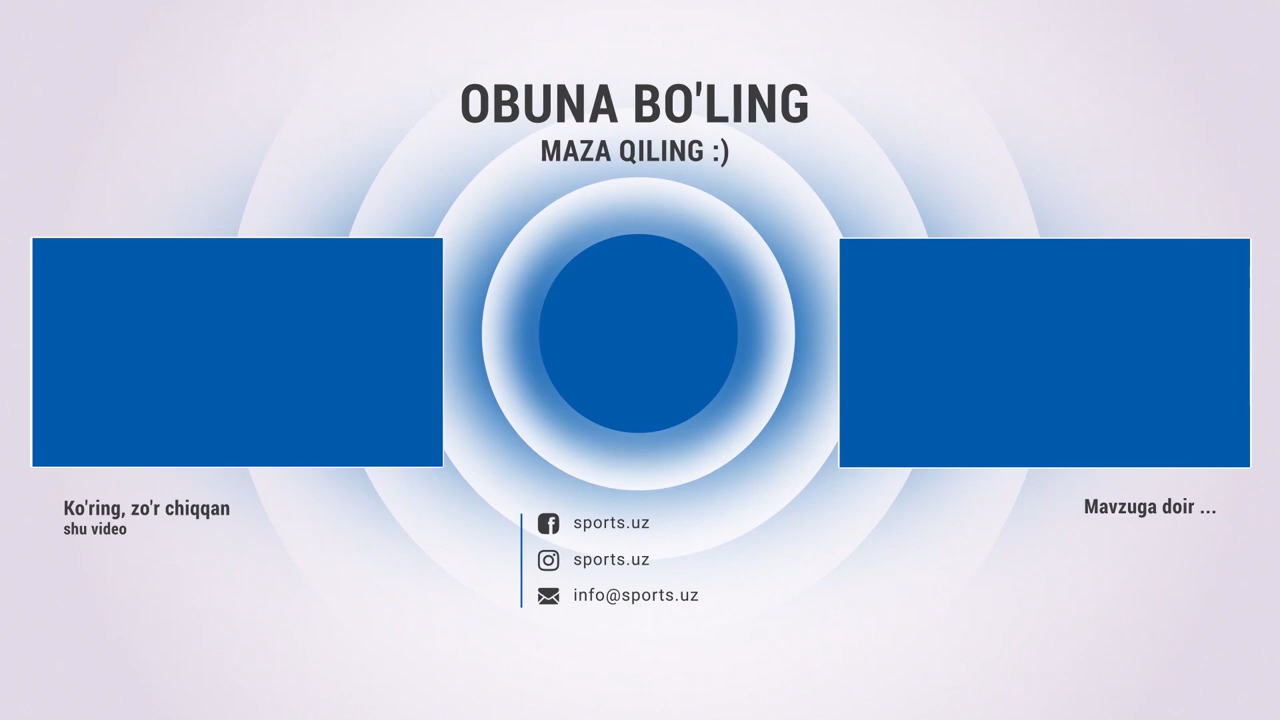 OBUNA BO'LING
MAZA QILING :)
Ko'ring, zo'r chiqqan
shu video
Mavzuga doir ...
sports.uz
sports.uz
info@sports.uz